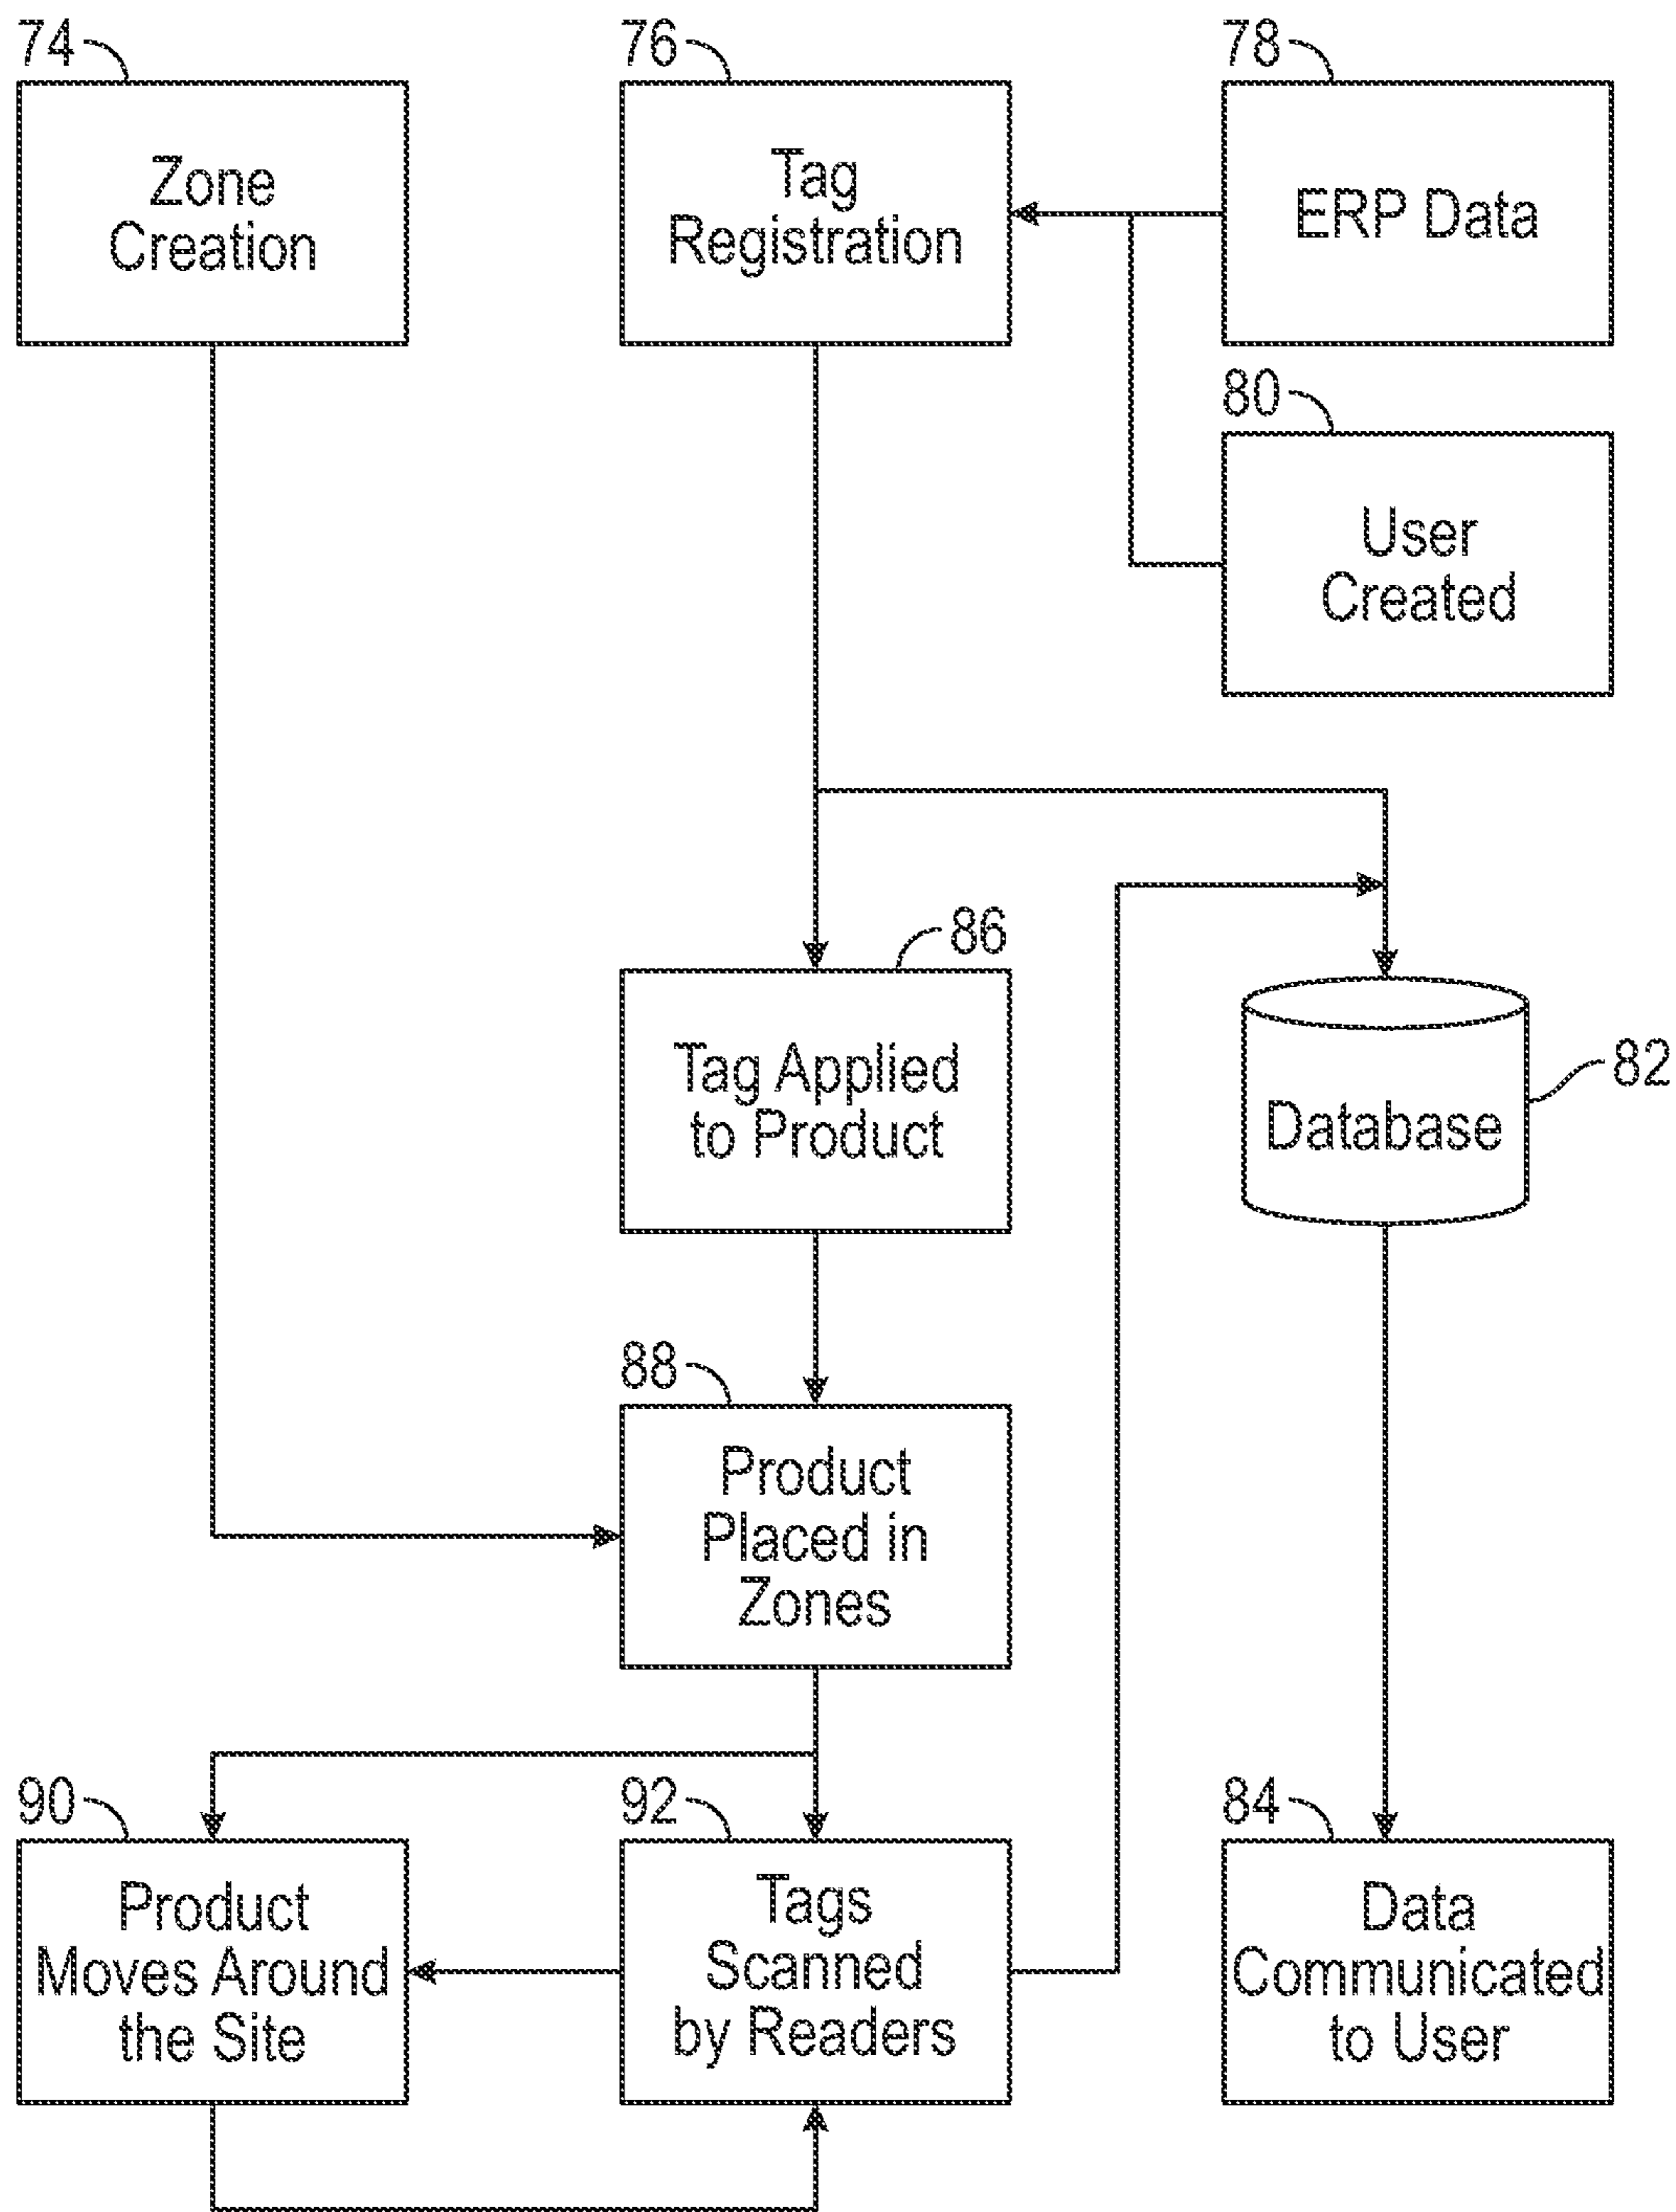 74
Zone
Creation
76
Tag
Registration
78
ERP Data
80
User
Created
86
Tag Applied
to Product
82
Database
88
Product
Placed in
Zones
90
Product
Moves Around
the Site
92
Tags
Scanned
by Readers
84
Data
Communicated
to User